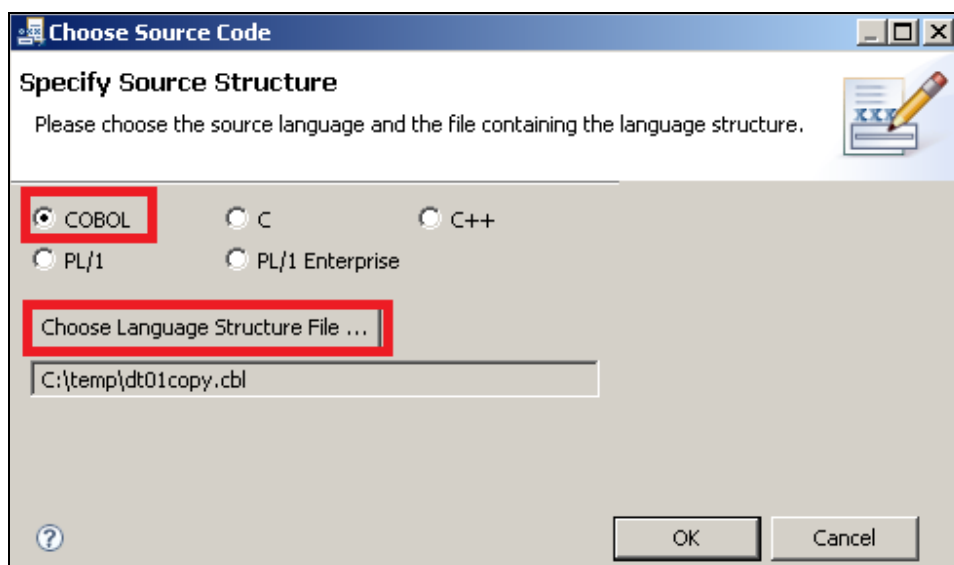 Choose Source Code
Specify Source Structure
Please choose the source language and the file containing the language structure.
xxx
COBOL C C++
PL/1 PL/1 Enterprise
Choose Language Structure File ...
C:\temp\dt01copy.cbl
? OK Cancel